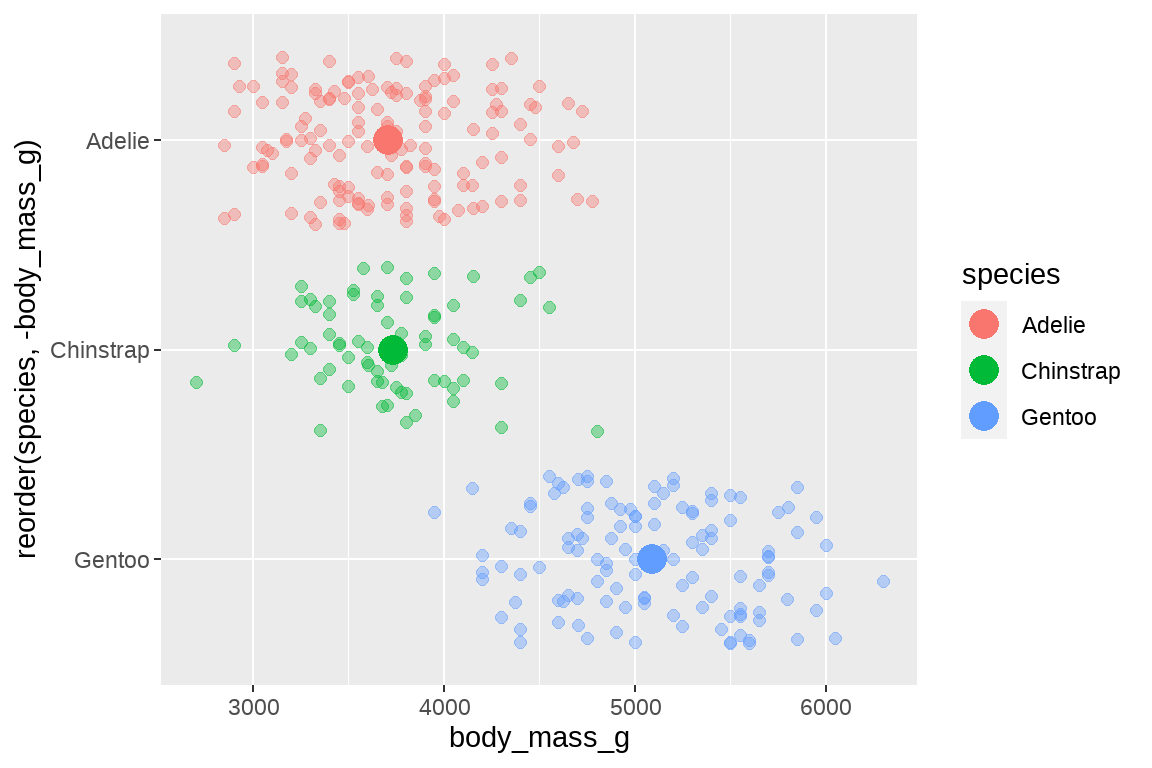 reorder(species, -body_mass_g)
Adelie
Chinstrap
Gentoo
3000
4000
5000
6000
body_mass_g
species
Adelie
Chinstrap
Gentoo